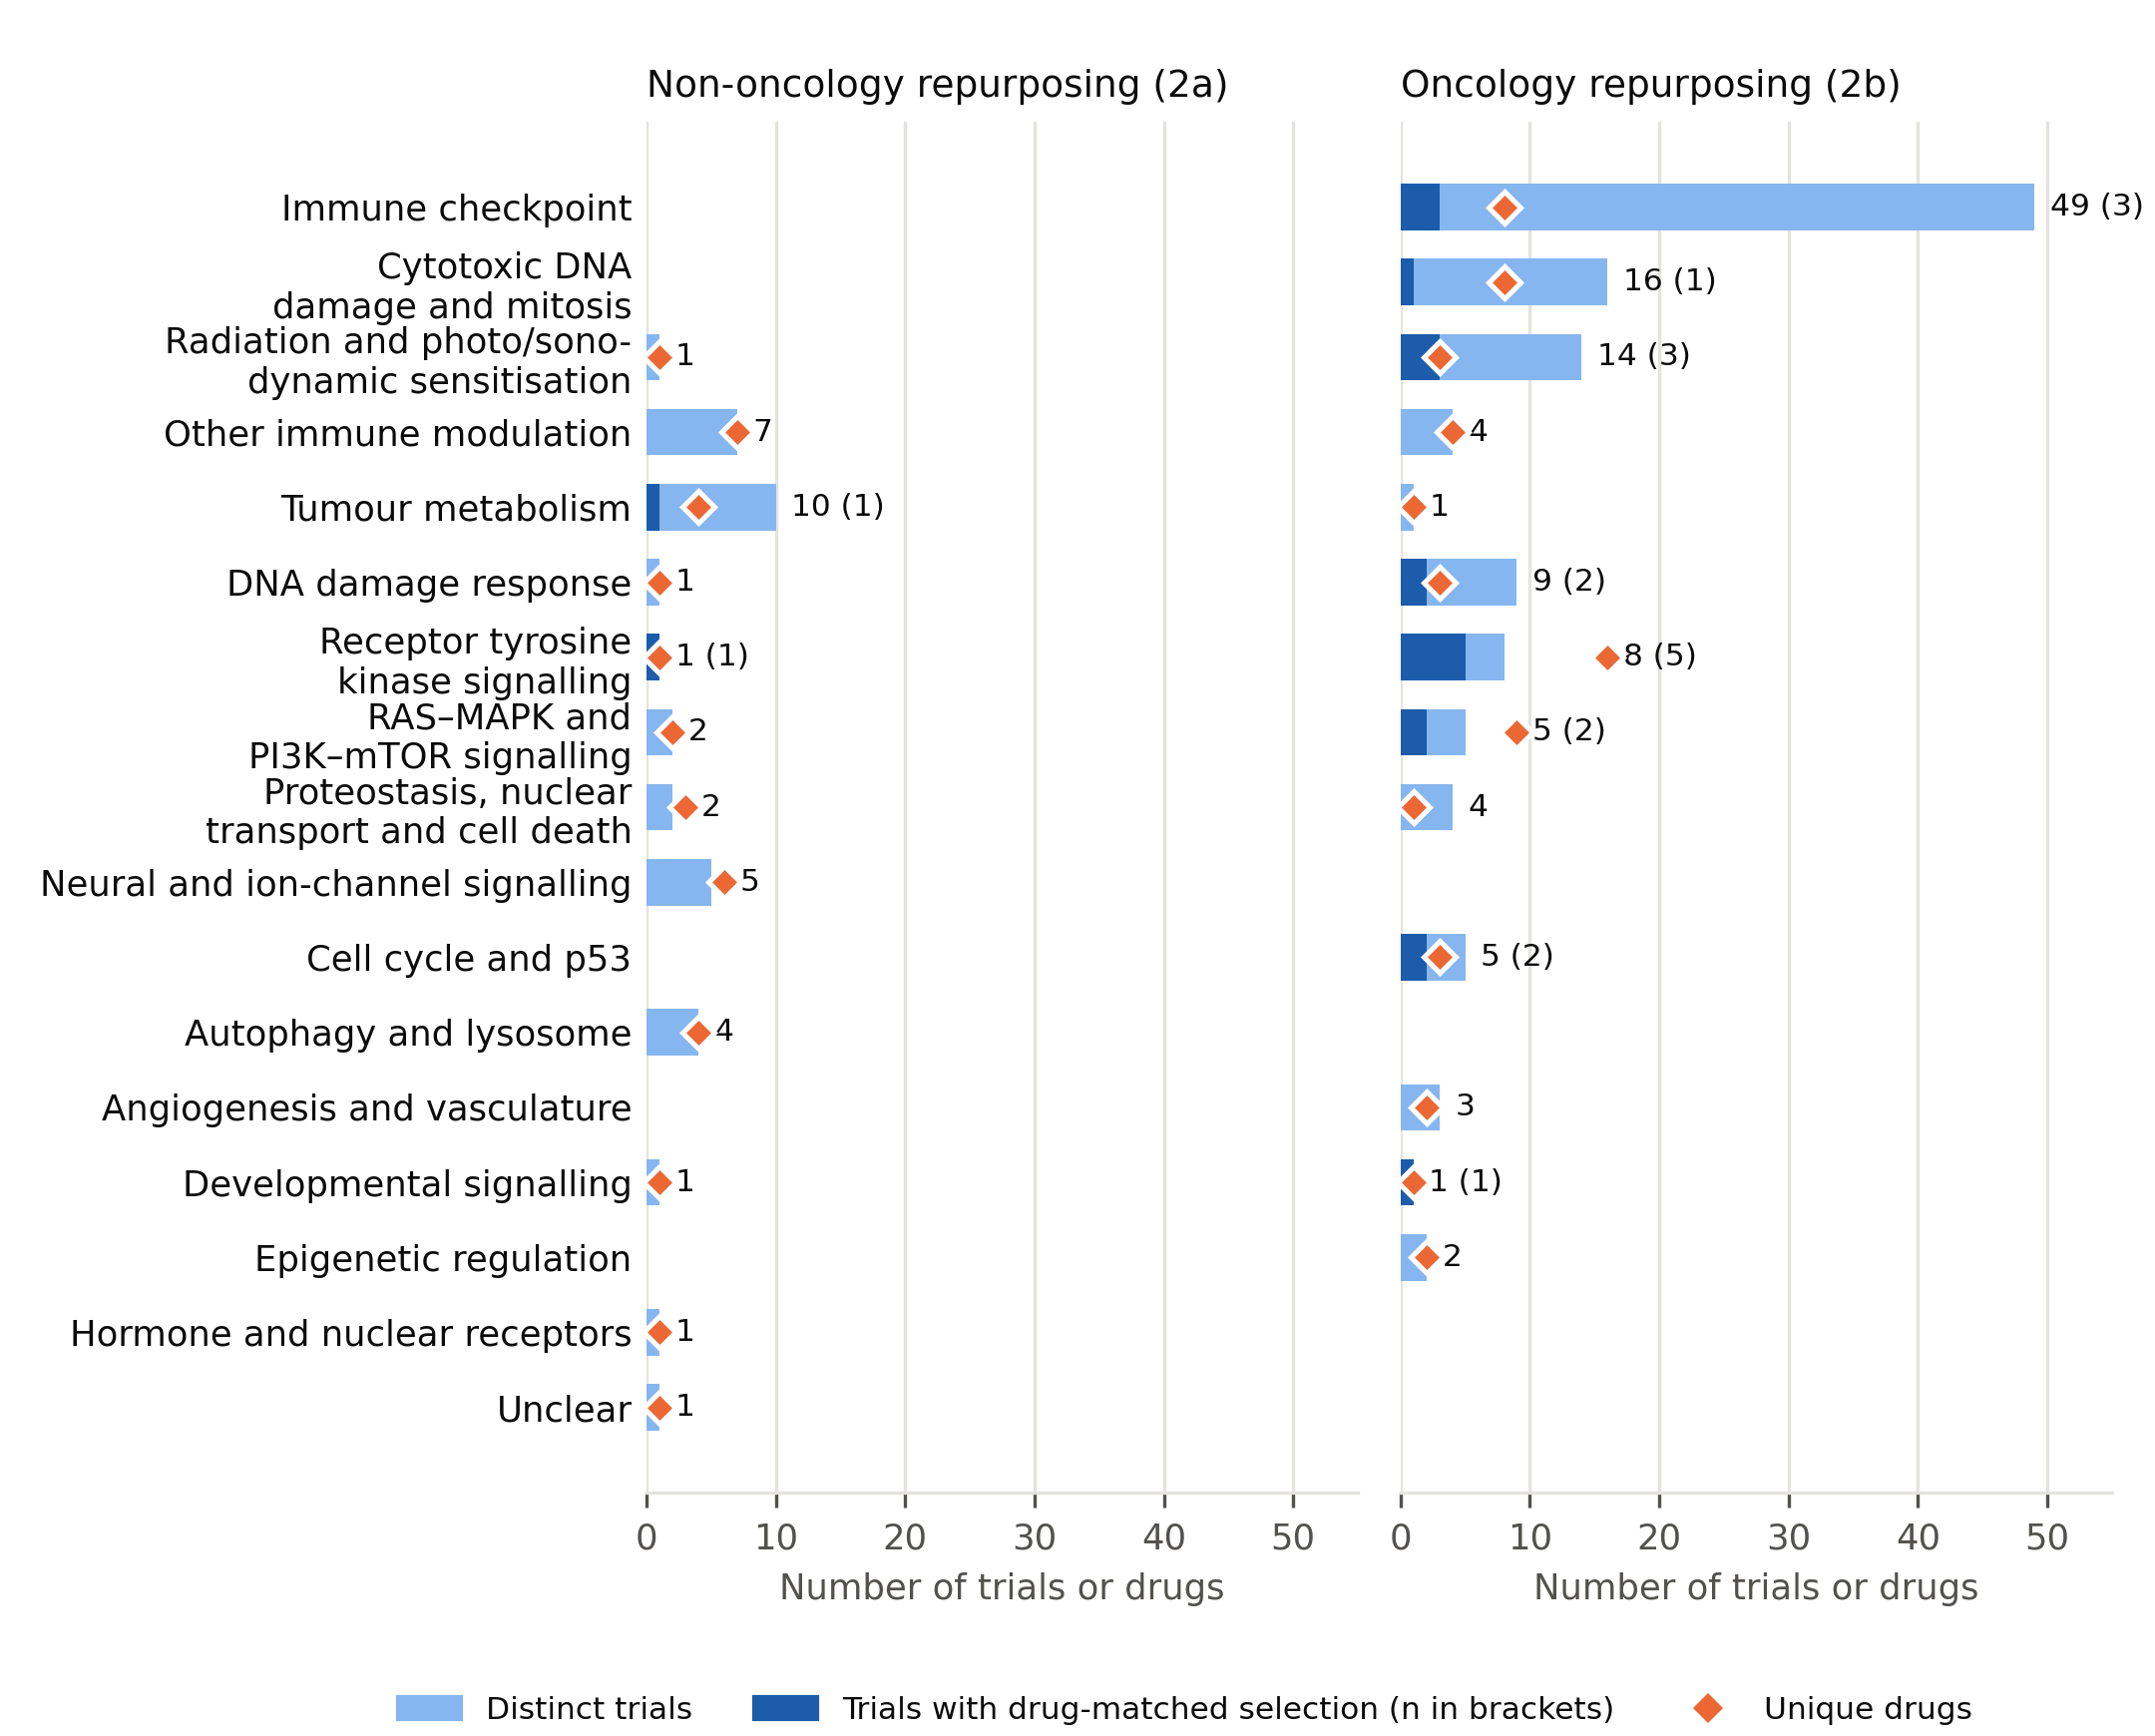 Non-oncology repurposing (2a)
Oncology repurposing (2b)
Immune checkpoint
49 (3)
Cytotoxic DNA
damage and mitosis
16 (1)
Radiation and photo/sono-
dynamic sensitisation
1
14 (3)
Other immune modulation
7
4
Tumour metabolism
10 (1)
1
DNA damage response
1
9 (2)
Receptor tyrosine
kinase signalling
1 (1)
8 (5)
RAS–MAPK and
PI3K–mTOR signalling
2
5 (2)
Proteostasis, nuclear
transport and cell death
2
4
Neural and ion-channel signalling
5
Cell cycle and p53
5 (2)
Autophagy and lysosome
4
Angiogenesis and vasculature
3
Developmental signalling
1
1 (1)
Epigenetic regulation
2
Hormone and nuclear receptors
1
Unclear
1
0 10 20 30 40 50
0 10 20 30 40 50
Number of trials or drugs
Number of trials or drugs
Distinct trials
Trials with drug-matched selection (n in brackets)
Unique drugs